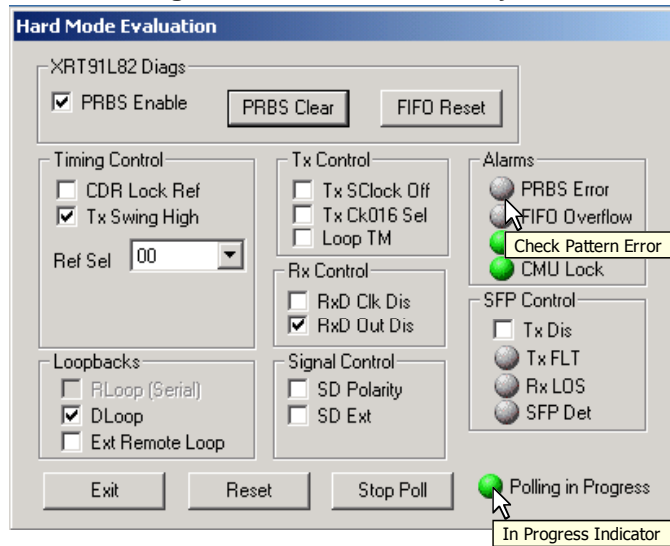 Hard Mode Evaluation
XRT91L82 Diags
PRBS Enable
PRBS Clear
FIFO Reset
Timing Control
CDR Lock Ref
Tx Swing High
Ref Sel
00
Tx Control
Tx SClock Off
Tx Ck016 Sel
Loop TM
Rx Control
RxD Clk Dis
RxD Out Dis
Alarms
PRBS Error
FIFO Overflow
Check Pattern Error
CMU Lock
SFP Control
Tx Dis
Tx FLT
Rx LOS
SFP Det
Loopbacks
RLoop (Serial)
DLoop
Ext Remote Loop
Signal Control
SD Polarity
SD Ext
Exit
Reset
Stop Poll
Polling in Progress
In Progress Indicator